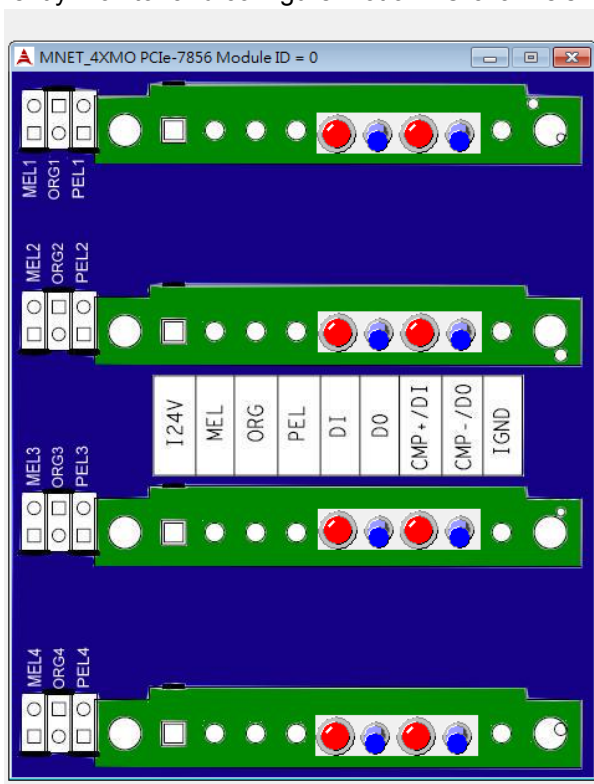 MNET_4XMO PCIe-7856 Module ID = 0
MEL1
ORG1
PEL1
MEL2
ORG2
PEL2
I24V
MEL
ORG
PEL
DI
DO
CMP+/DI
CMP-/DO
IGND
MEL3
ORG3
PEL3
MEL4
ORG4
PEL4